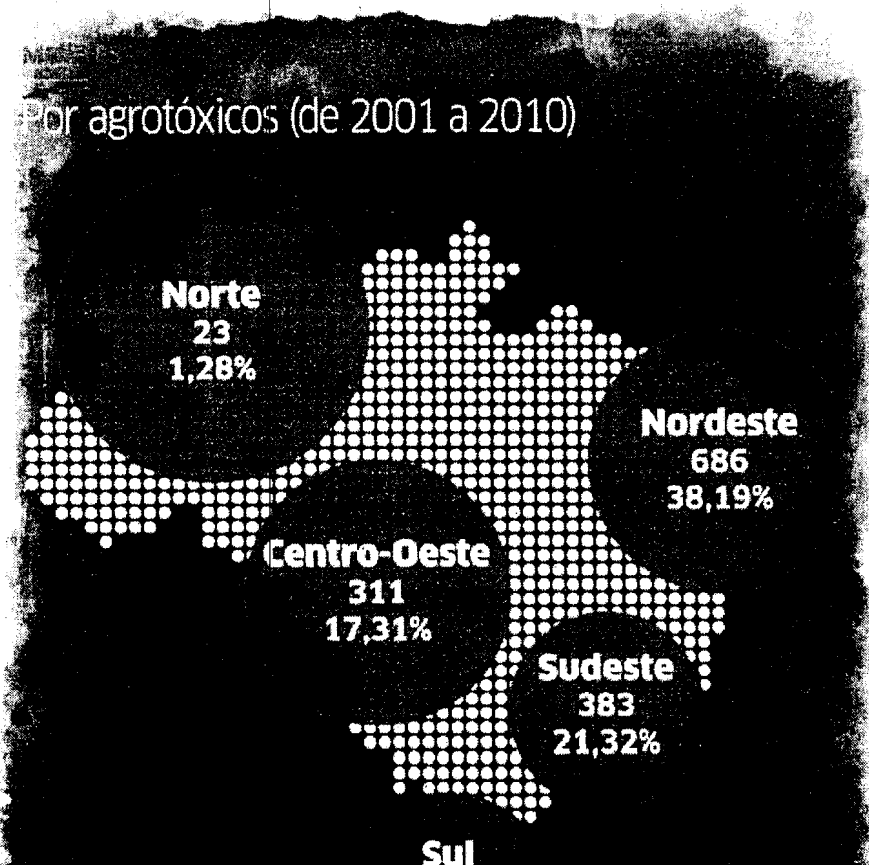 Por agrotóxicos (de 2001 a 2010)
Norte
23
1,28%
Nordeste
686
38,19%
Centro-Oeste
311
17,31%
Sudeste
383
21,32%
Sul